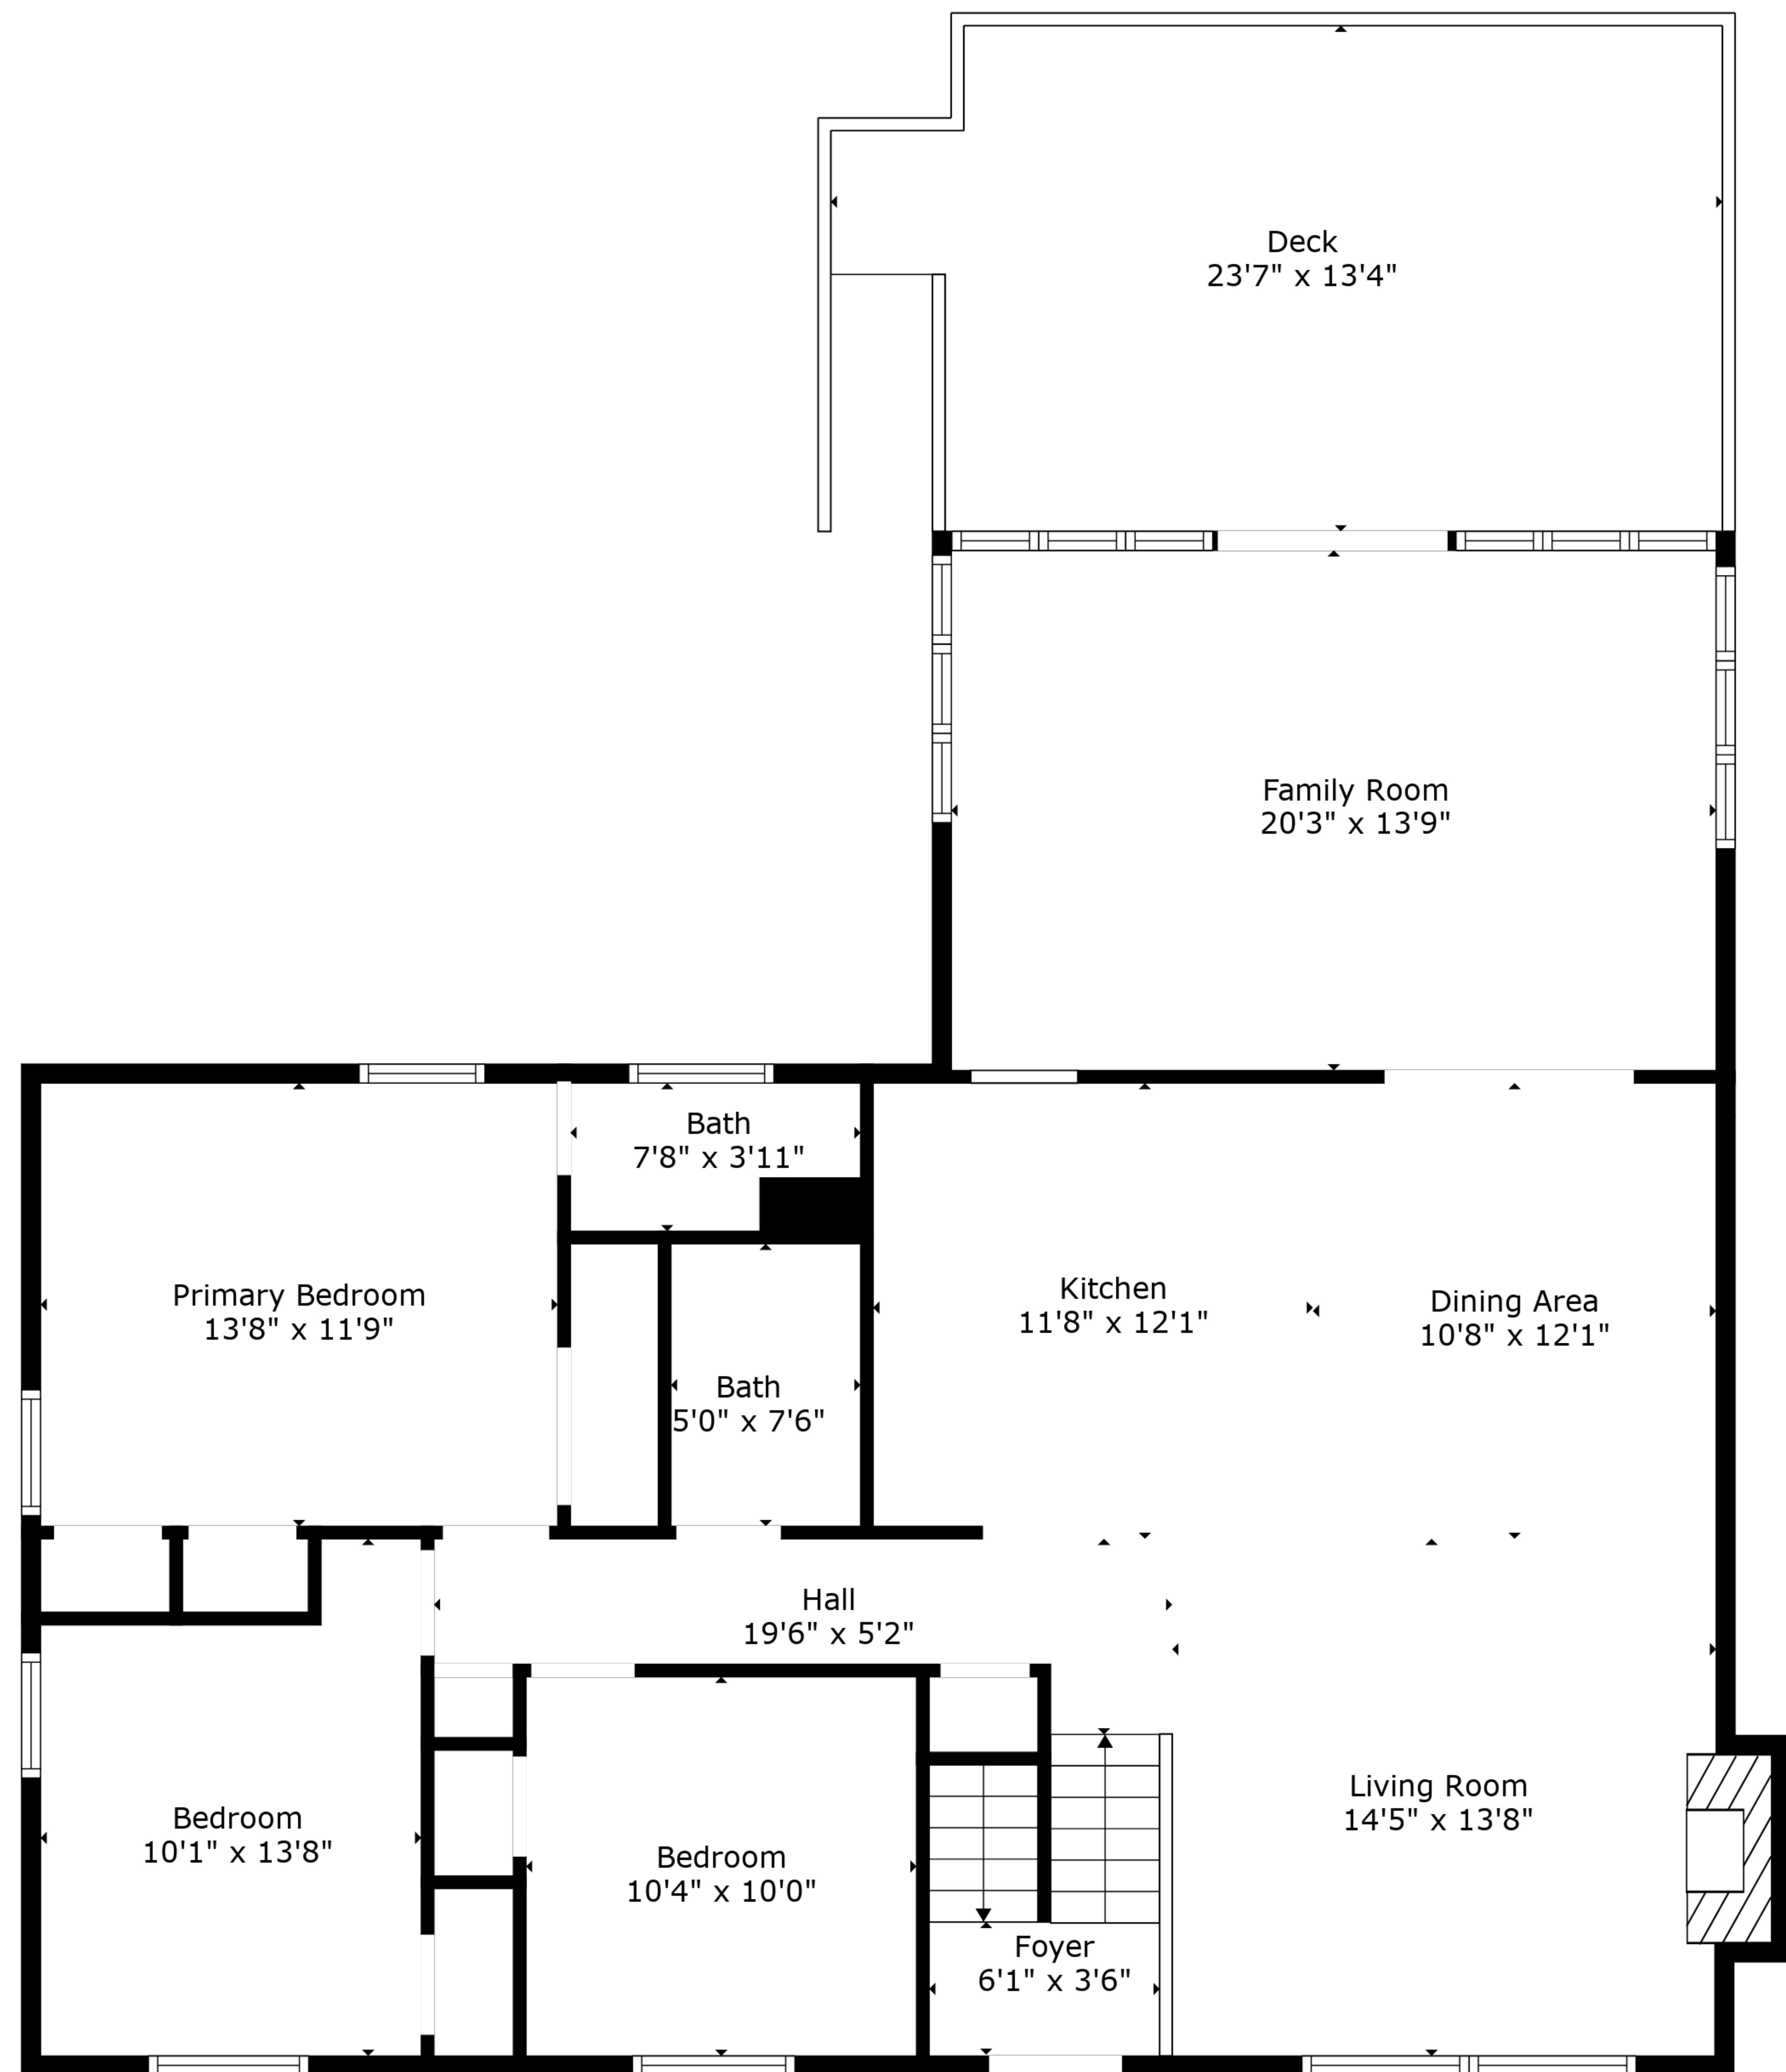 Deck
23'7" x 13'4"
Family Room
20'3" x 13'9"
Bath
7'8" x 3'11"
Primary Bedroom
13'8" x 11'9"
Kitchen
11'8" x 12'1"
Dining Area
10'8" x 12'1"
Bath
5'0" x 7'6"
Hall
19'6" x 5'2"
Living Room
14'5" x 13'8"
Bedroom
10'1" x 13'8"
Bedroom
10'4" x 10'0"
Foyer
6'1" x 3'6"